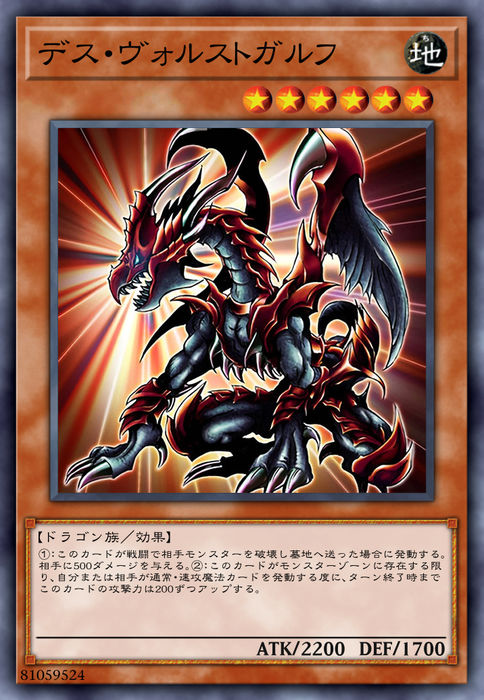 デス・ヴォルストガルフ
ち
地
【ドラゴン族/効果】
①:このカードが戦闘で相手モンスターを破壊し墓地へ送った場合に発動する。
相手に500ダメージを与える。②:このカードがモンスターゾーンに存在する限
り、自分または相手が通常・速攻魔法カードを発動する度に、ターン終了時まで
このカードの攻撃力は200ずつアップする。
ATK/2200 DEF/1700
81059524